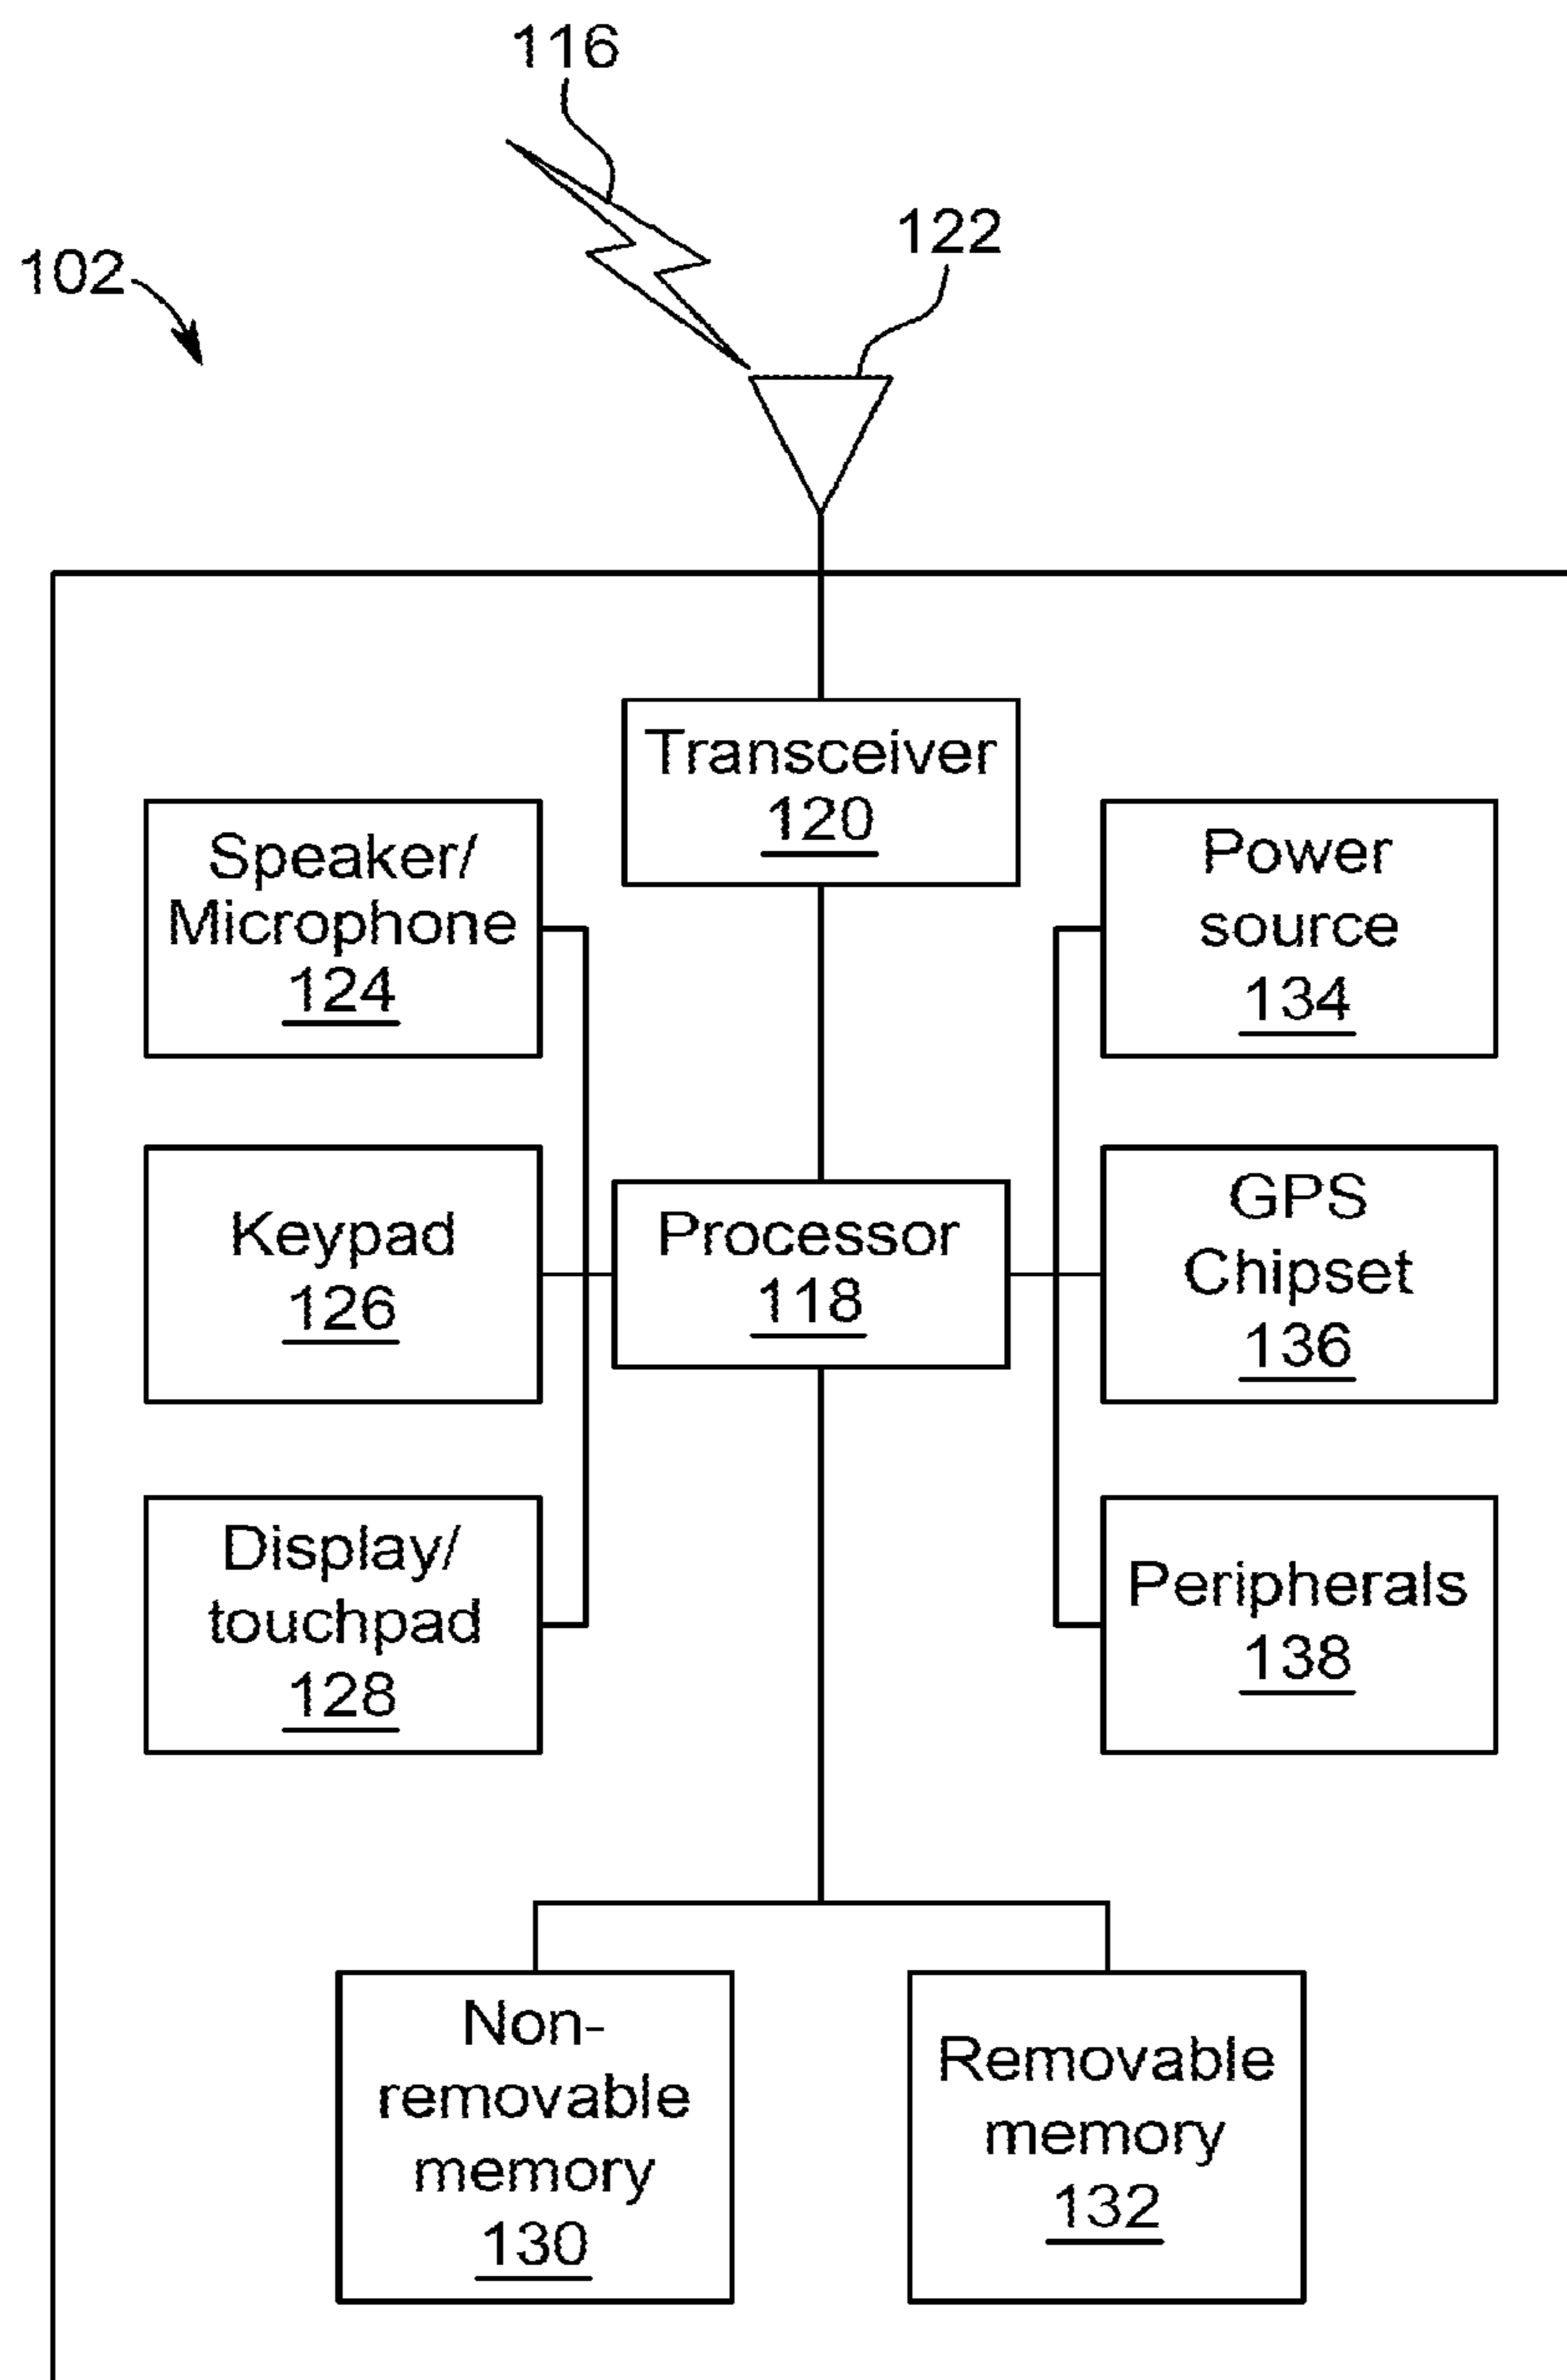 116
122
102
Transceiver
120
Speaker/
Microphone
124
Power
source
134
Keypad
126
Processor
118
GPS
Chipset
136
Display/
touchpad
128
Peripherals
138
Non-
removable
memory
130
Removable
memory
132